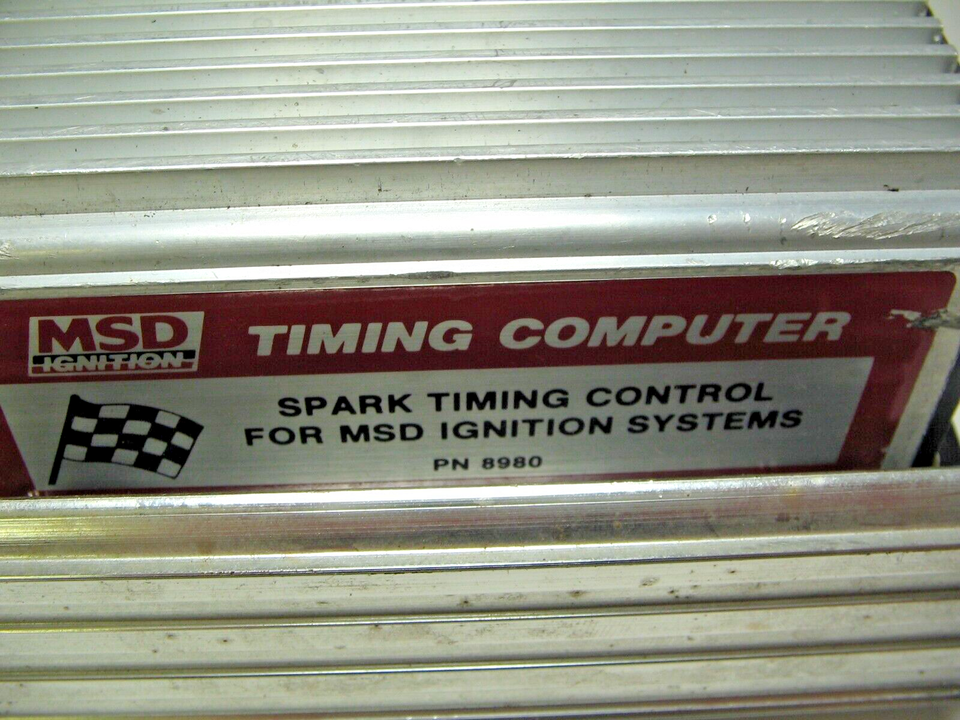 MSD
IGNITION
TIMING COMPUTER
SPARK TIMING CONTROL
FOR MSD IGNITION SYSTEMS
PN 8980